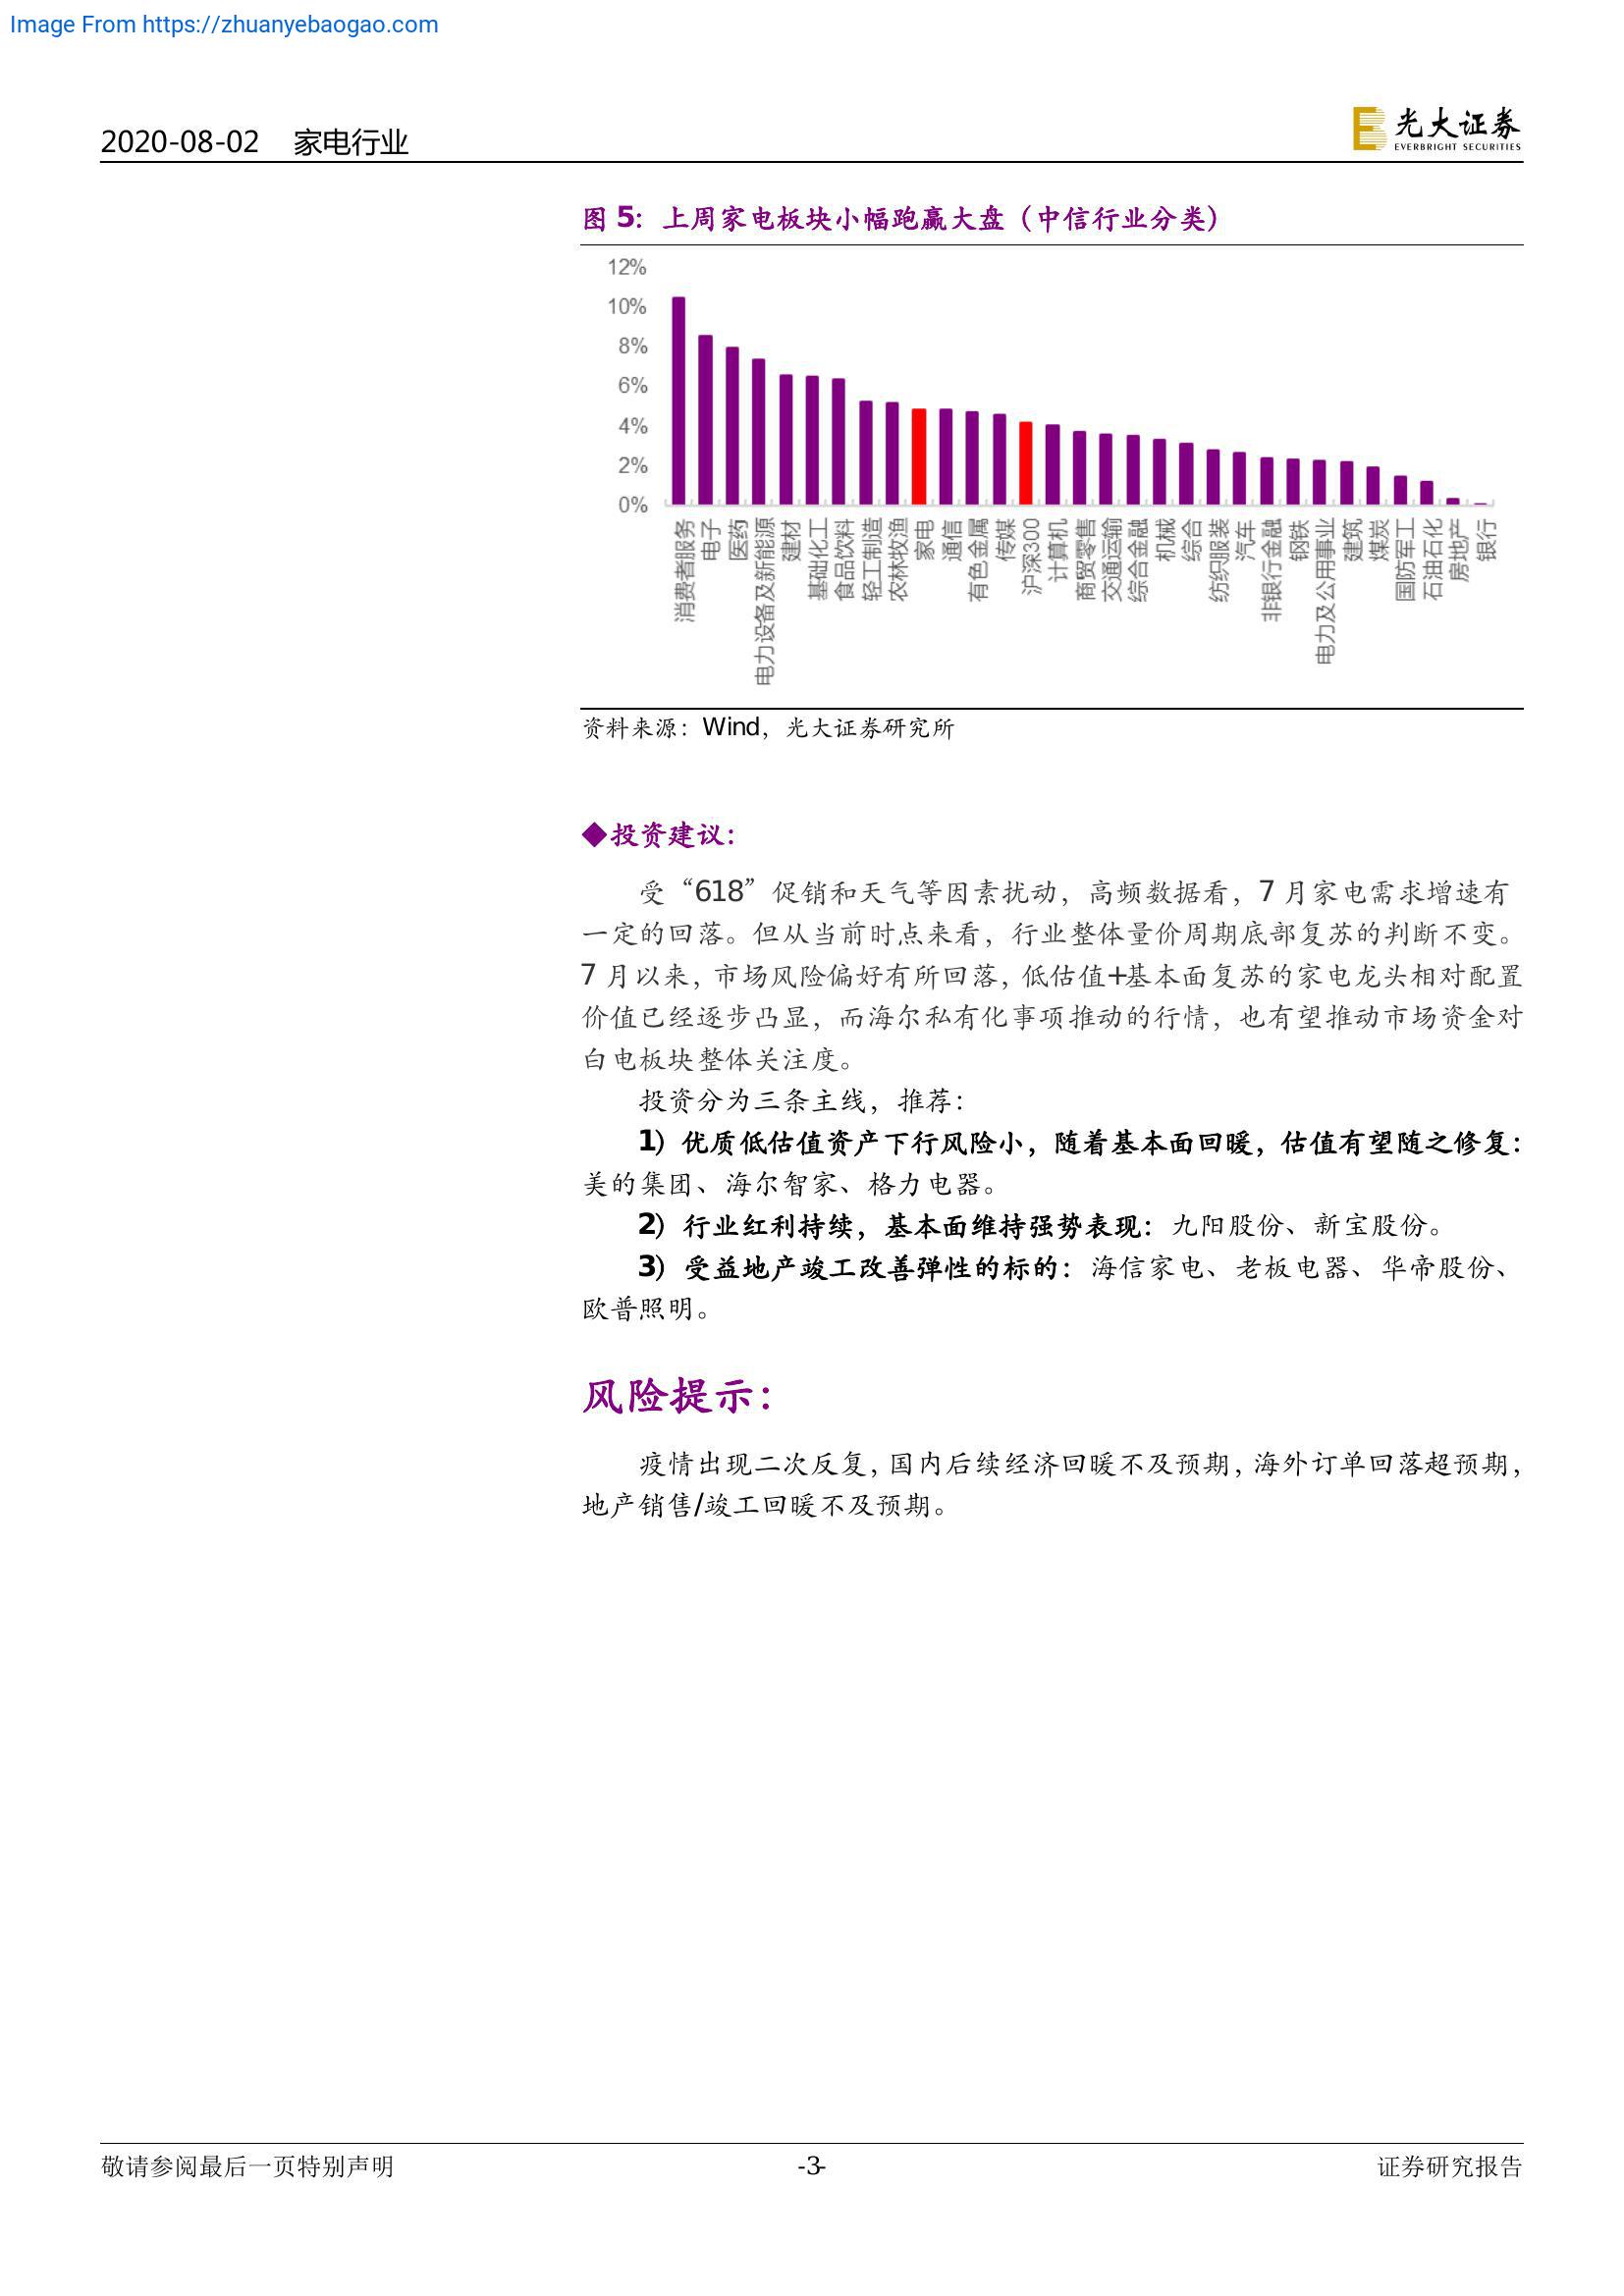 Image From https://zhuanyebaogao.com
2020-08-02 家电行业
光大证券
EVERBRIGHT SECURITIES
图 5：上周家电板块小幅跑赢大盘（中信行业分类）
12%
10%
8%
6%
4%
2%
0%
消费者服务
电子
医药
电力设备及新能源
建材
基础化工
食品饮料
轻工制造
农林牧渔
家电
通信
有色金属
传媒
沪深300
计算机
商贸零售
交通运输
综合金融
机械
综合
纺织服装
汽车
非银行金融
钢铁
电力及公用事业
建筑
煤炭
国防军工
石油石化
房地产
银行
资料来源：Wind，光大证券研究所
◆投资建议：
受“618”促销和天气等因素扰动，高频数据看，7 月家电需求增速有
一定的回落。但从当前时点来看，行业整体量价周期底部复苏的判断不变。
7 月以来，市场风险偏好有所回落，低估值+基本面复苏的家电龙头相对配置
价值已经逐步凸显，而海尔私有化事项推动的行情，也有望推动市场资金对
白电板块整体关注度。
投资分为三条主线，推荐：
1）优质低估值资产下行风险小，随着基本面回暖，估值有望随之修复：
美的集团、海尔智家、格力电器。
2）行业红利持续，基本面维持强势表现：九阳股份、新宝股份。
3）受益地产竣工改善弹性的标的：海信家电、老板电器、华帝股份、
欧普照明。
风险提示：
疫情出现二次反复，国内后续经济回暖不及预期，海外订单回落超预期，
地产销售/竣工回暖不及预期。
敬请参阅最后一页特别声明
-3-
证券研究报告